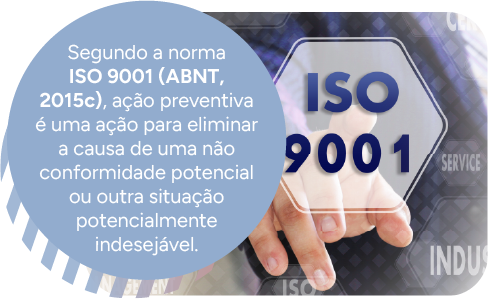 Segundo a norma
ISO 9001 (ABNT,
2015c), ação preventiva
é uma ação para eliminar
a causa de uma não
conformidade potencial
ou outra situação
potencialmente
indesejável.
ISO
9001
SERVICE
INDUS
ISO